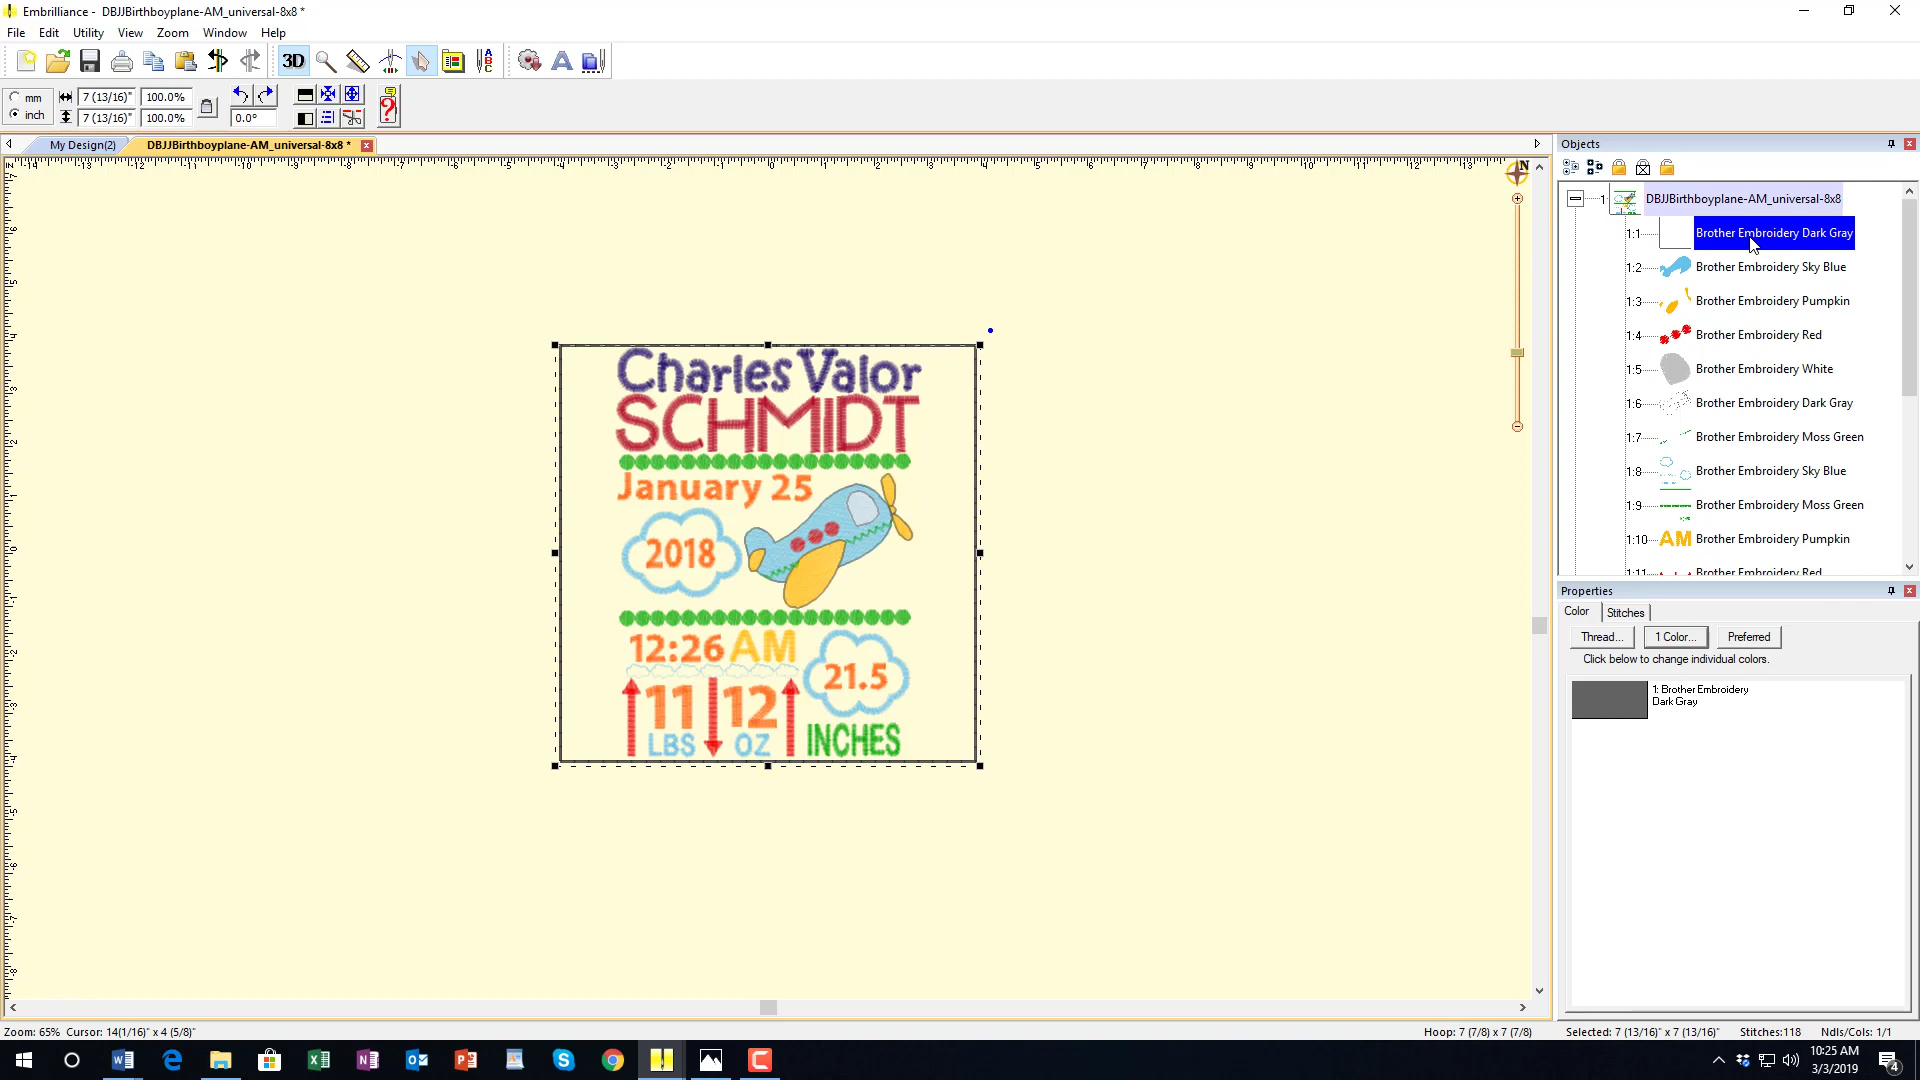 Embrilliance - DBJJBirthboyplane-AM_universal-8x8 *
File Edit Utility View Zoom Window Help
3D
A B C
mm 7 (13/16)" 100.0%
inch 7 (13/16)" 100.0% 0.0°
My Design(2) DBJJBirthboyplane-AM_universal-8x8 *
N
Charles Valor
SCHMIDT
January 25
2018
12:26 AM
21.5
11 12
LBS OZ INCHES
Objects
1 DBJJBirthboyplane-AM_universal-8x8
1:1 Brother Embroidery Dark Gray
1:2 Brother Embroidery Sky Blue
1:3 Brother Embroidery Pumpkin
1:4 Brother Embroidery Red
1:5 Brother Embroidery White
1:6 Brother Embroidery Dark Gray
1:7 Brother Embroidery Moss Green
1:8 Brother Embroidery Sky Blue
1:9 Brother Embroidery Moss Green
1:10 AM Brother Embroidery Pumpkin
1:11 Brother Embroidery Red
Properties
Color Stitches
Thread... 1 Color... Preferred
Click below to change individual colors.
1: Brother Embroidery
Dark Gray
Zoom: 65% Cursor: 14(1/16)" x 4 (5/8)" Hoop: 7 (7/8) x 7 (7/8) Selected: 7 (13/16)" x 7 (13/16)" Stitches:118 Ndls/Cols: 1/1
10:25 AM
3/3/2019
4